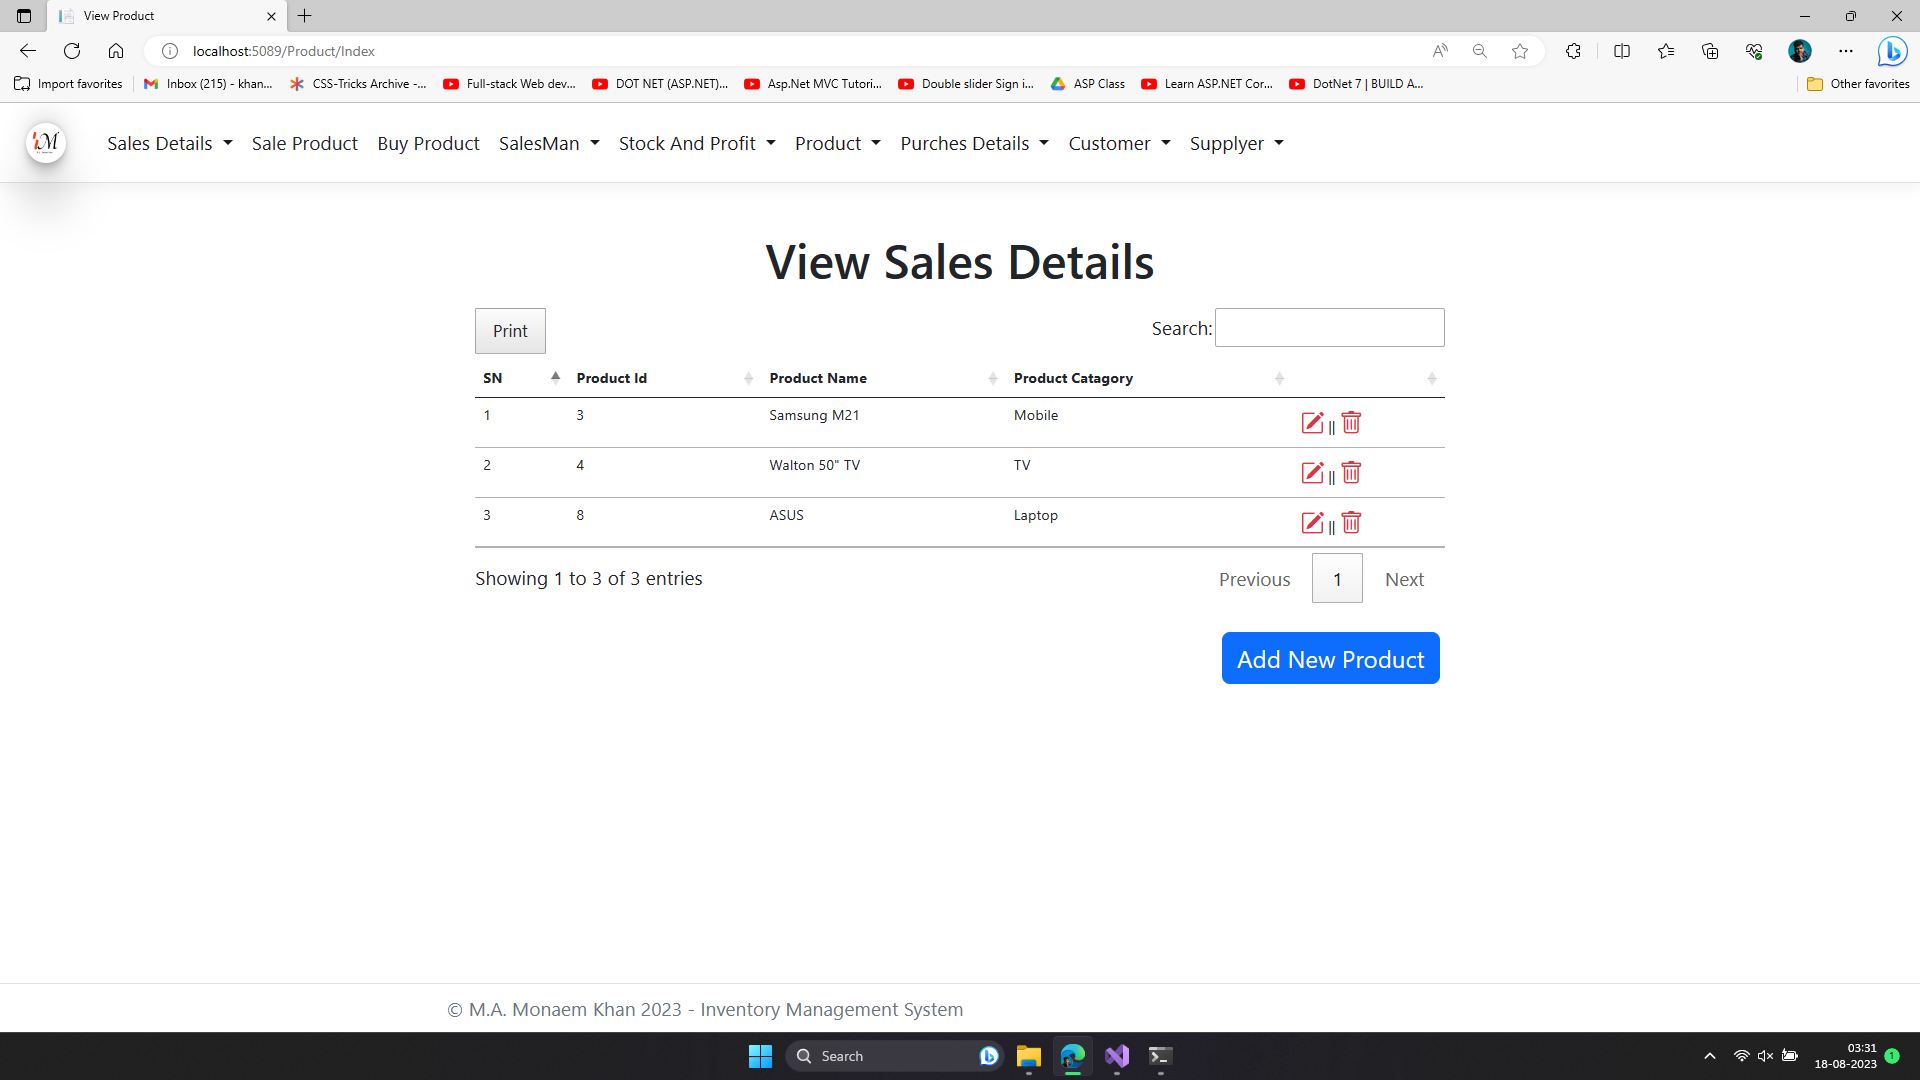 View Product
localhost:5089/Product/Index
Import favorites
Inbox (215) - khan...
CSS-Tricks Archive -...
Full-stack Web dev...
DOT NET (ASP.NET)...
Asp.Net MVC Tutori...
Double slider Sign i...
ASP Class
Learn ASP.NET Cor...
DotNet 7 | BUILD A...
Other favorites
Sales Details
Sale Product
Buy Product
SalesMan
Stock And Profit
Product
Purches Details
Customer
Supplyer
View Sales Details
Print
Search:
SN Product Id Product Name Product Catagory
1 3 Samsung M21 Mobile ||
2 4 Walton 50" TV TV ||
3 8 ASUS Laptop ||
Showing 1 to 3 of 3 entries
Previous 1 Next
Add New Product
© M.A. Monaem Khan 2023 - Inventory Management System
Search
03:31
18-08-2023
1